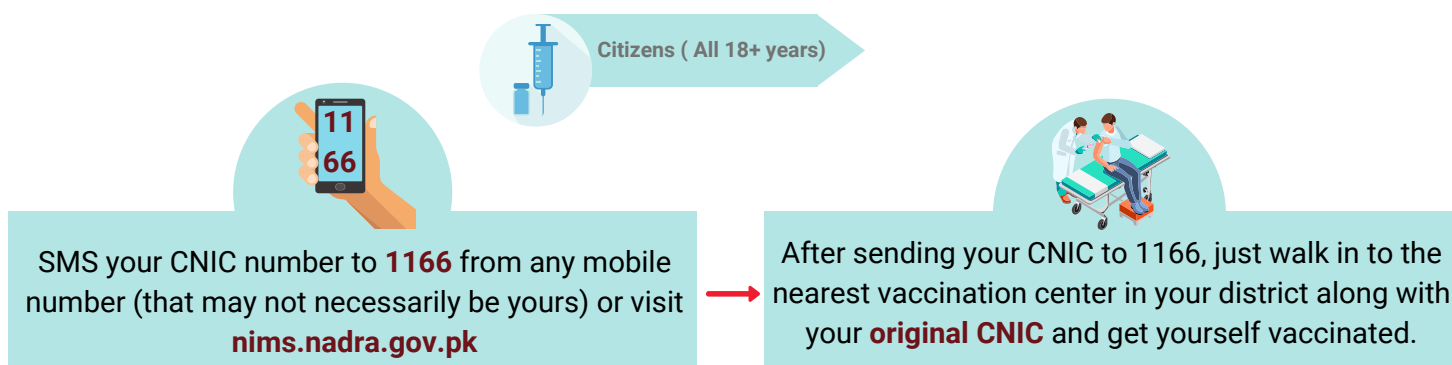 Citizens ( All 18+ years)
11
66
SMS your CNIC number to 1166 from any mobile
number (that may not necessarily be yours) or visit
nims.nadra.gov.pk
After sending your CNIC to 1166, just walk in to the
nearest vaccination center in your district along with
your original CNIC and get yourself vaccinated.